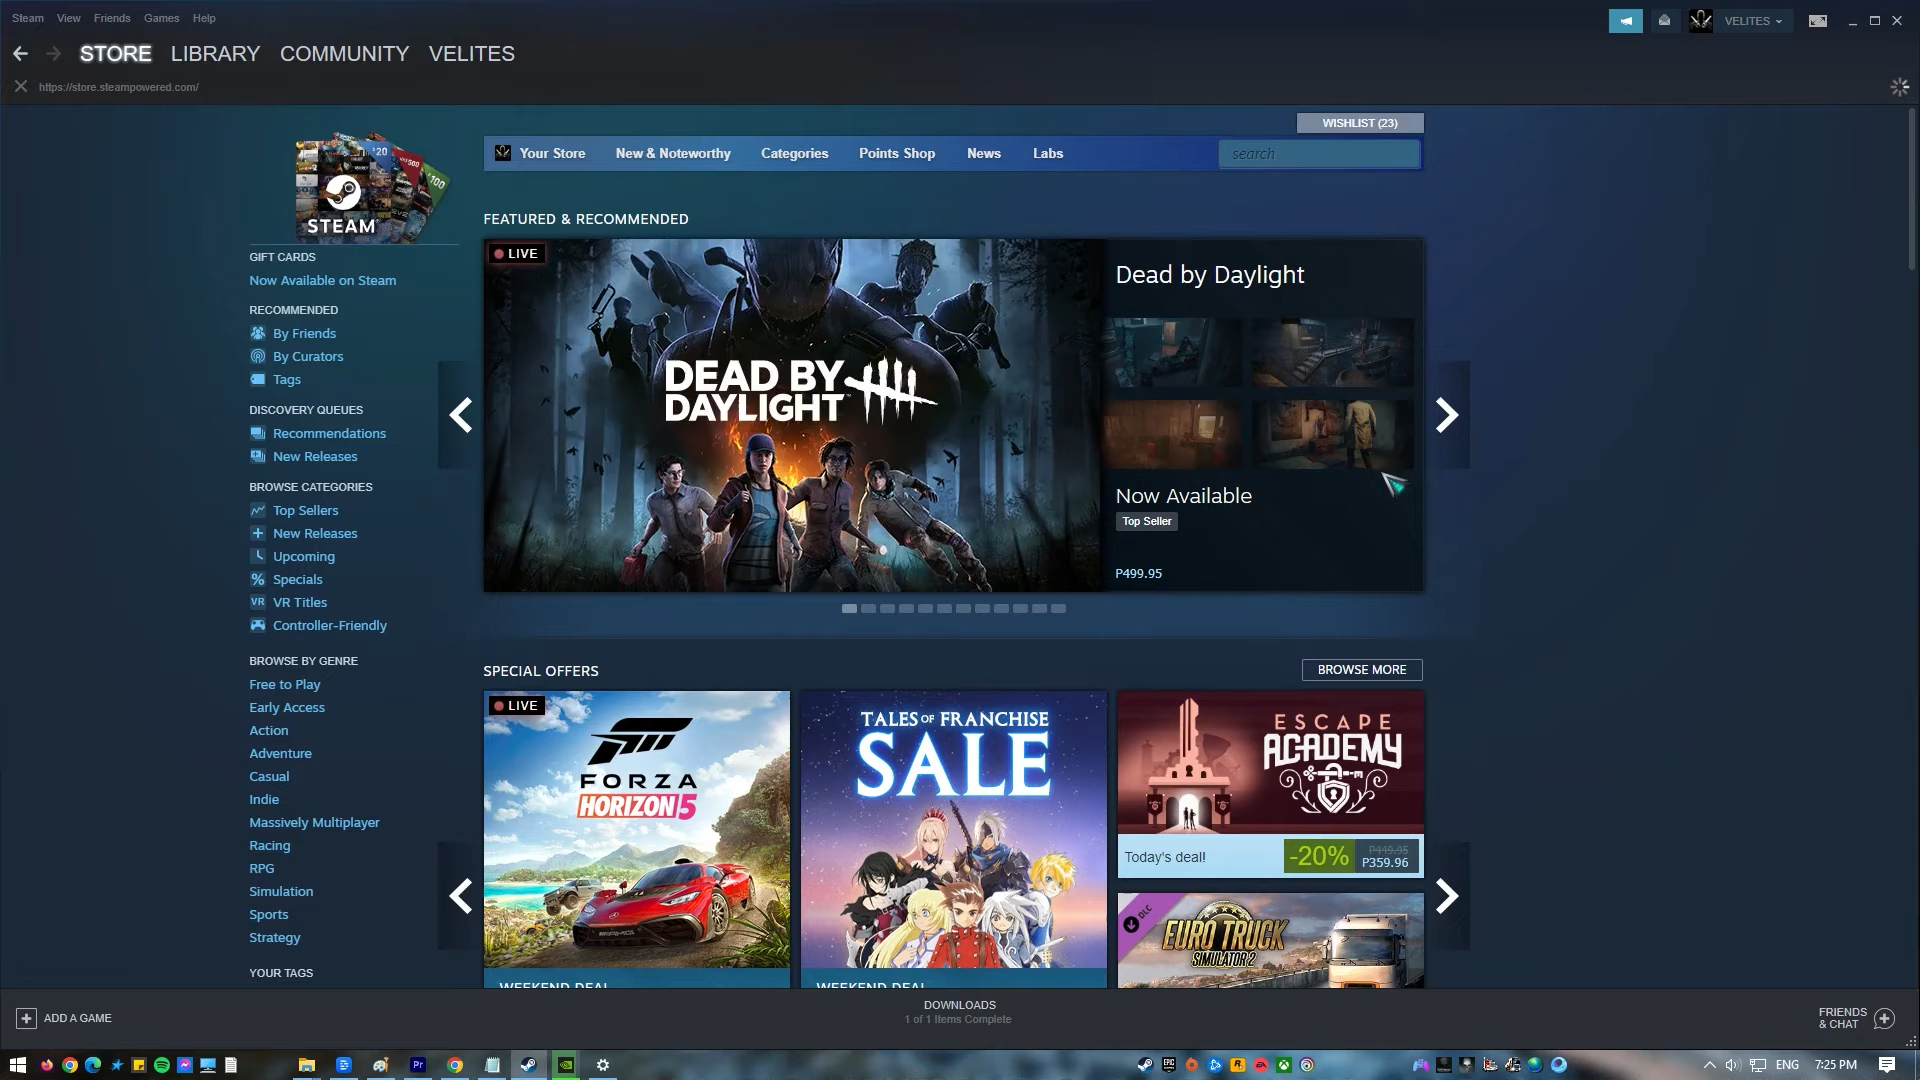 Steam View Friends Games Help
VELITES
STORE LIBRARY COMMUNITY VELITES
https://store.steampowered.com/
WISHLIST (23)
Your Store New & Noteworthy Categories Points Shop News Labs search
STEAM
GIFT CARDS
Now Available on Steam
RECOMMENDED
By Friends
By Curators
Tags
DISCOVERY QUEUES
Recommendations
New Releases
BROWSE CATEGORIES
Top Sellers
New Releases
Upcoming
Specials
VR VR Titles
Controller-Friendly
BROWSE BY GENRE
Free to Play
Early Access
Action
Adventure
Casual
Indie
Massively Multiplayer
Racing
RPG
Simulation
Sports
Strategy
YOUR TAGS
FEATURED & RECOMMENDED
LIVE
DEAD BY
DAYLIGHT
Dead by Daylight
Now Available
Top Seller
P499.95
SPECIAL OFFERS
BROWSE MORE
LIVE
FORZA
HORIZON 5
WEEKEND DEAL
TALES OF FRANCHISE
SALE
WEEKEND DEAL
ESCAPE
ACADEMY
Today's deal! -20% P449.95
P359.96
DLC
EURO TRUCK
SIMULATOR 2
ADD A GAME
DOWNLOADS
1 of 1 Items Complete
FRIENDS
& CHAT
ENG 7:25 PM